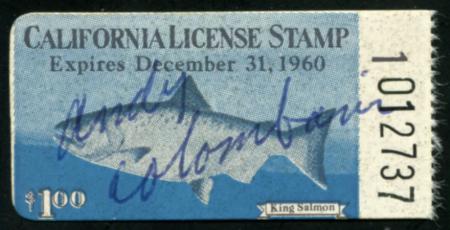 CALIFORNIA LICENSE STAMP
Expires December 31, 1960
Andy
Colombani
$1.00
King Salmon
1012737